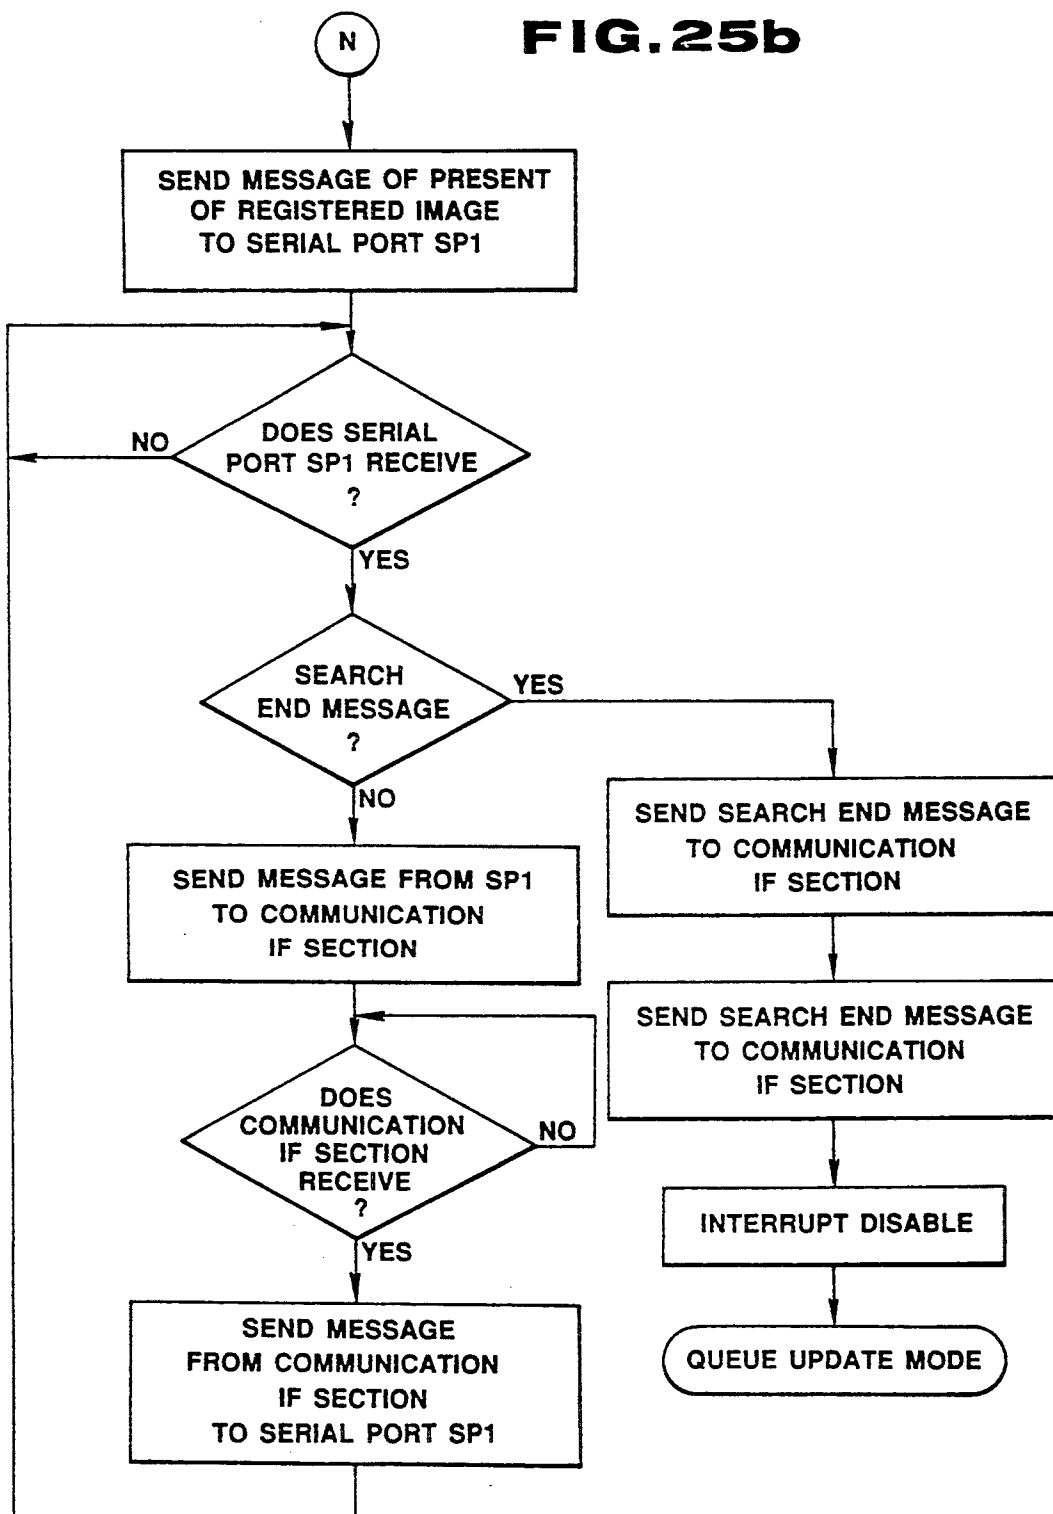 N
FIG.25b
SEND MESSAGE OF PRESENT
OF REGISTERED IMAGE
TO SERIAL PORT SP1
DOES SERIAL
PORT SP1 RECEIVE
?
NO
YES
SEARCH
END MESSAGE
?
YES
NO
SEND MESSAGE FROM SP1
TO COMMUNICATION
IF SECTION
SEND SEARCH END MESSAGE
TO COMMUNICATION
IF SECTION
SEND SEARCH END MESSAGE
TO COMMUNICATION
IF SECTION
DOES
COMMUNICATION
IF SECTION
RECEIVE
?
NO
YES
INTERRUPT DISABLE
SEND MESSAGE
FROM COMMUNICATION
IF SECTION
TO SERIAL PORT SP1
QUEUE UPDATE MODE